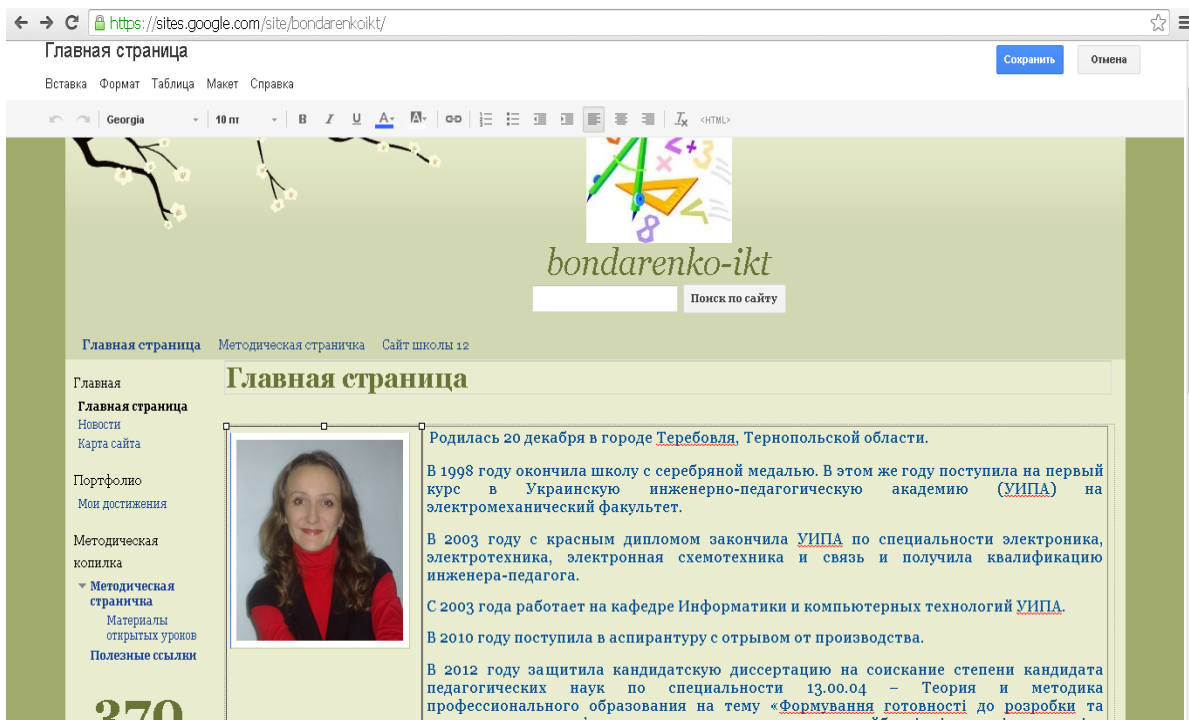 https://sites.google.com/site/bondarenkoikt/
Главная страница
Сохранить
Отмена
Вставка Формат Таблица Макет Справка
Georgia 10 пт B I U A A <HTML>
bondarenko-ikt
Поиск по сайту
Главная страница Методическая страничка Сайт школы 12
Главная
Главная страница
Новости
Карта сайта
Портфолио
Мои достижения
Методическая
копилка
Методическая
страничка
Материалы
открытых уроков
Полезные ссылки
370
Главная страница
Родилась 20 декабря в городе Теребовля, Тернопольской области.
В 1998 году окончила школу с серебряной медалью. В этом же году поступила на первый
курс в Украинскую инженерно-педагогическую академию (УИПА) на
электромеханический факультет.
В 2003 году с красным дипломом закончила УИПА по специальности электроника,
электротехника, электронная схемотехника и связь и получила квалификацию
инженера-педагога.
С 2003 года работает на кафедре Информатики и компьютерных технологий УИПА.
В 2010 году поступила в аспирантуру с отрывом от производства.
В 2012 году защитила кандидатскую диссертацию на соискание степени кандидата
педагогических наук по специальности 13.00.04 – Теория и методика
профессионального образования на тему «Формування готовності до розробки та